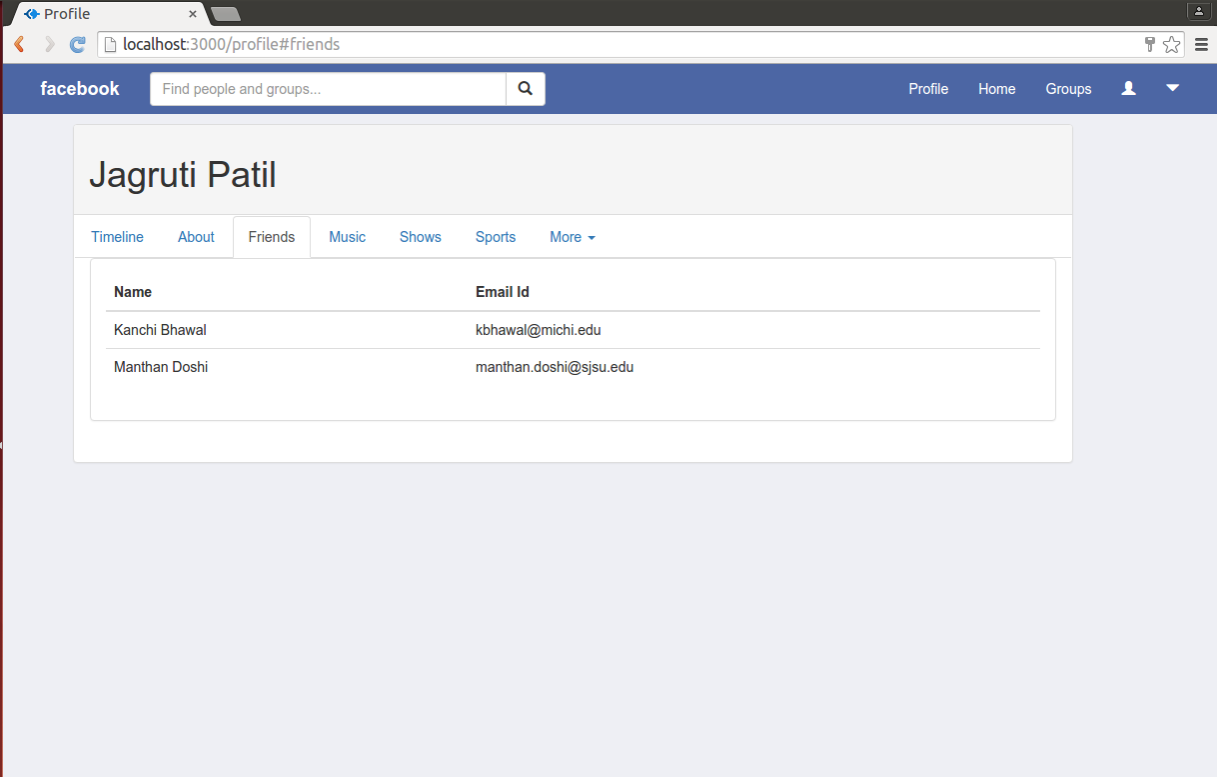 Profile
localhost:3000/profile#friends
facebook Find people and groups... Profile Home Groups
Jagruti Patil
Timeline About Friends Music Shows Sports More
Name Email Id
Kanchi Bhawal kbhawal@michi.edu
Manthan Doshi manthan.doshi@sjsu.edu